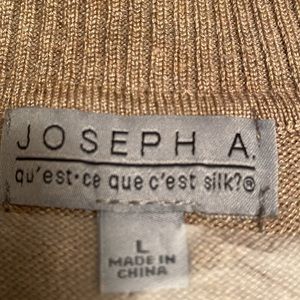 JOSEPH A.
qu'est·ce que c'est silk?®
L
MADE IN
CHINA